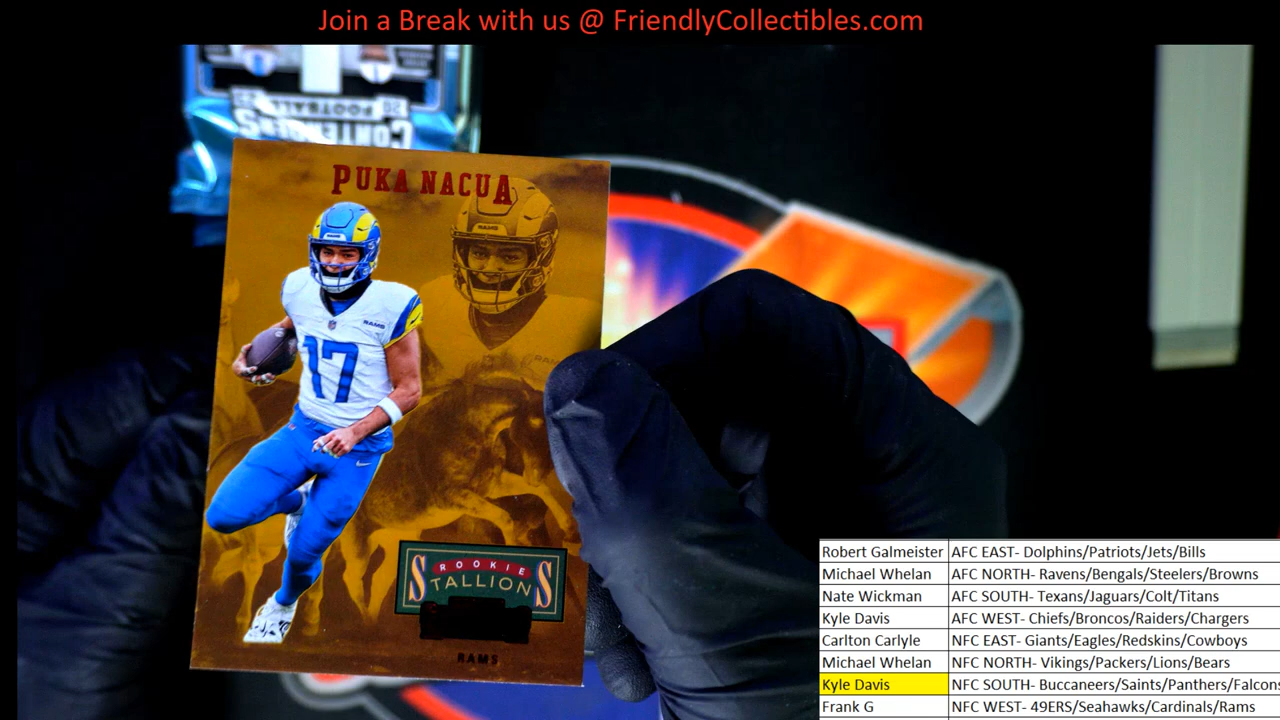 Join a Break with us @ FriendlyCollectibles.com
20 23
FOOTBALL
CONTENDERS
PUKA NACUA
RAMS
RAMS
17
ROOKIE
STALLIONS
RAMS
Robert Galmeister AFC EAST- Dolphins/Patriots/Jets/Bills
Michael Whelan AFC NORTH- Ravens/Bengals/Steelers/Browns
Nate Wickman AFC SOUTH- Texans/Jaguars/Colt/Titans
Kyle Davis AFC WEST- Chiefs/Broncos/Raiders/Chargers
Carlton Carlyle NFC EAST- Giants/Eagles/Redskins/Cowboys
Michael Whelan NFC NORTH- Vikings/Packers/Lions/Bears
Kyle Davis NFC SOUTH- Buccaneers/Saints/Panthers/Falcons
Frank G NFC WEST- 49ERS/Seahawks/Cardinals/Rams